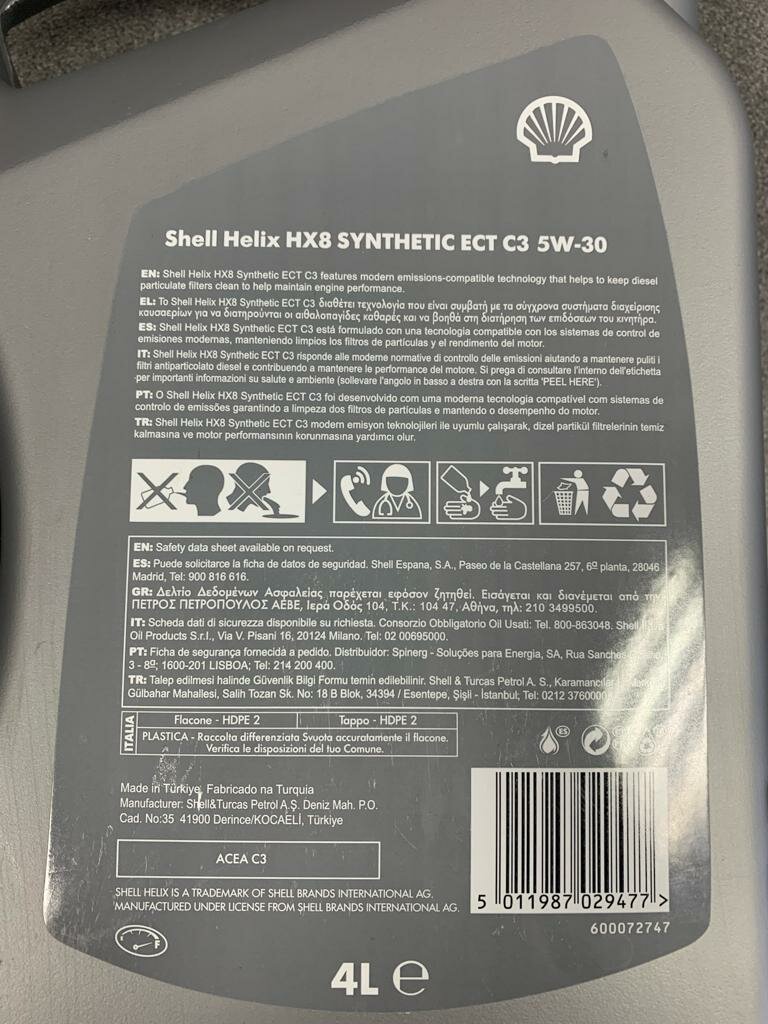 Shell Helix HX8 SYNTHETIC ECT C3 5W-30
EN: Shell Helix HX8 Synthetic ECT C3 features modern emissions-compatible technology that helps to keep diesel
particulate filters clean to help maintain engine performance.
EL: Το Shell Helix HX8 Synthetic ECT C3 διαθέτει τεχνολογία που είναι συμβατή με τα σύγχρονα συστήματα διαχείρισης
καυσαερίων για να διατηρούνται οι αιθαλοπαγίδες καθαρές και να βοηθά στη διατήρηση των επιδόσεων του κινητήρα.
ES: Shell Helix HX8 Synthetic ECT C3 está formulado con una tecnología compatible con los sistemas de control de
emisiones modernas, manteniendo limpios los filtros de partículas y el rendimiento del motor.
IT: Shell Helix HX8 Synthetic ECT C3 risponde alle moderne normative di controllo delle emissioni aiutando a mantenere puliti i
filtri antiparticolato diesel e contribuendo a mantenere le performance del motore. Si prega di consultare l'interno dell'etichetta
per importanti informazioni su salute e ambiente (sollevare l'angolo in basso a destra con la scritta 'PEEL HERE').
PT: O Shell Helix HX8 Synthetic ECT C3 foi desenvolvido com uma moderna tecnologia compatível com sistemas de
controlo de emissões garantindo a limpeza dos filtros de partículas e mantendo o desempenho do motor.
TR: Shell Helix HX8 Synthetic ECT C3 modern emisyon teknolojileri ile uyumlu çalışarak, dizel partikül filtrelerinin temiz
kalmasına ve motor performansının korunmasına yardımcı olur.
EN: Safety data sheet available on request.
ES: Puede solicitarce la ficha de datos de seguridad. Shell Espana, S.A., Paseo de la Castellana 257, 6º planta, 28046
Madrid, Tel: 900 816 616.
GR: Δελτίο Δεδομένων Ασφαλείας παρέχεται εφόσον ζητηθεί. Εισάγεται και διανέμεται από την
ΠΕΤΡΟΣ ΠΕΤΡΟΠΟΥΛΟΣ ΑΕΒΕ, Ιερά Οδός 104, Τ.Κ.: 104 47, Αθήνα, τηλ: 210 3499500.
IT: Scheda dati di sicurezza disponibile su richiesta. Consorzio Obbligatorio Oil Usati: Tel. 800-863048. Shell
Oil Products S.r.l., Via V. Pisani 16, 20124 Milano. Tel: 02 00695000.
PT: Ficha de segurança fornecida a pedido. Distribuidor: Spinerg - Soluções para Energia, SA, Rua Sanches
3 - 8º; 1600-201 LISBOA; Tel: 214 200 400.
TR: Talep edilmesi halinde Güvenlik Bilgi Formu temin edilebilinir. Shell & Turcas Petrol A. S., Karamancılar
Gülbahar Mahallesi, Salih Tozan Sk. No: 18 B Blok, 34394 / Esentepe, Şişli - İstanbul; Tel: 0212 3760000
ITALIA
Flacone - HDPE 2 Tappo - HDPE 2
PLASTICA - Raccolta differenziata Svuota accuratamente il flacone.
Verifica le disposizioni del tuo Comune.
ES
Made in Türkiye, Fabricado na Turquia
Manufacturer: Shell&Turcas Petrol A.Ş. Deniz Mah. P.O.
Cad. No:35 41900 Derince/KOCAELİ, Türkiye
ACEA C3
SHELL HELIX IS A TRADEMARK OF SHELL BRANDS INTERNATIONAL AG.
MANUFACTURED UNDER LICENSE FROM SHELL BRANDS INTERNATIONAL AG.
5 011987 029477 >
600072747
F
4L e